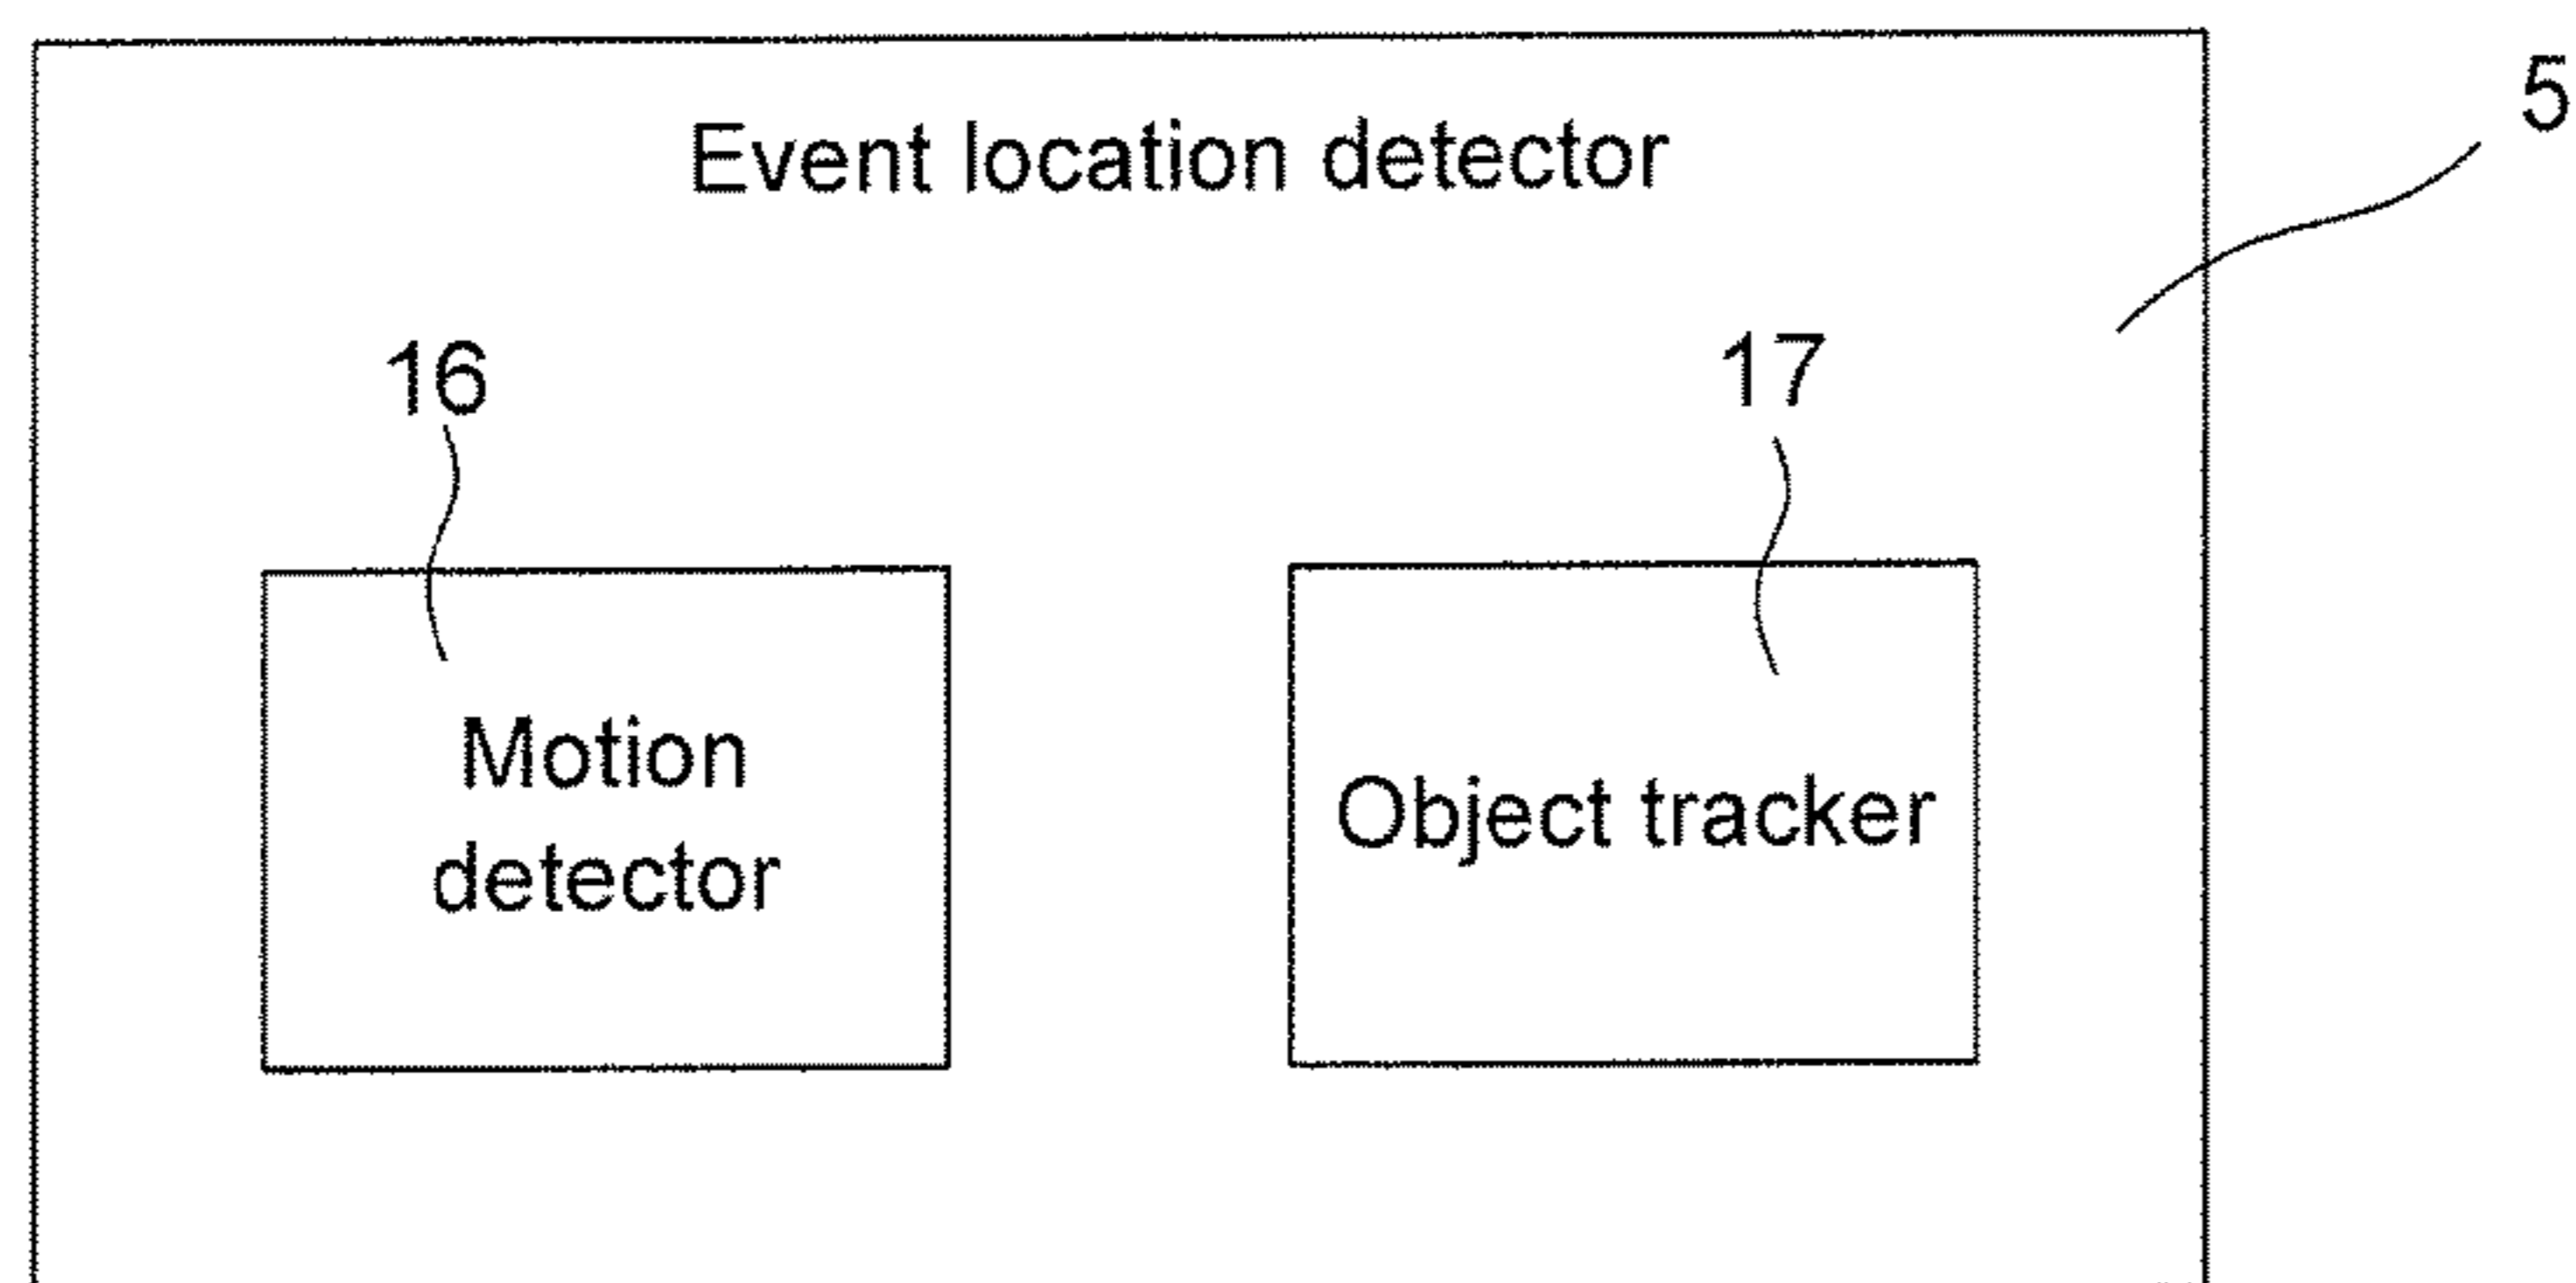 Event location detector
5
16
17
Motion
detector
Object tracker